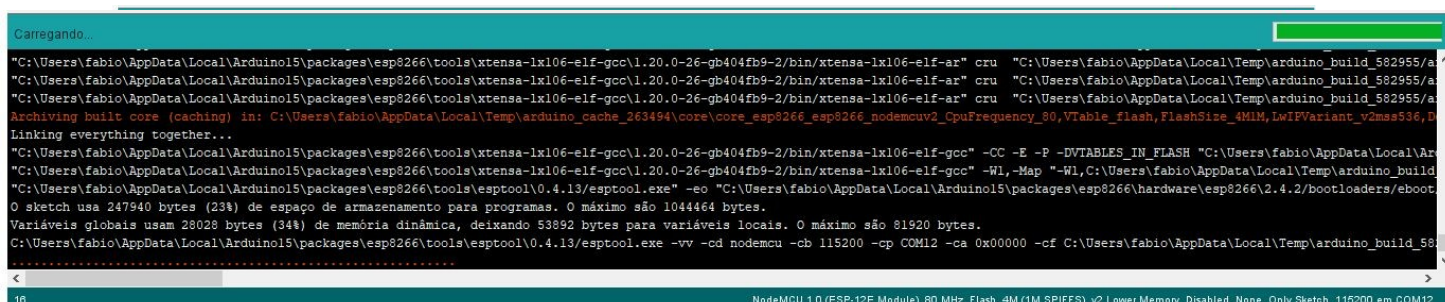 Carregando...
"C:\Users\fabio\AppData\Local\Arduino15\packages\esp8266\tools\xtensa-lx106-elf-gcc\1.20.0-26-gb404fb9-2/bin/xtensa-lx106-elf-ar" cru "C:\Users\fabio\AppData\Local\Temp\arduino_build_582955/a
"C:\Users\fabio\AppData\Local\Arduino15\packages\esp8266\tools\xtensa-lx106-elf-gcc\1.20.0-26-gb404fb9-2/bin/xtensa-lx106-elf-ar" cru "C:\Users\fabio\AppData\Local\Temp\arduino_build_582955/a
"C:\Users\fabio\AppData\Local\Arduino15\packages\esp8266\tools\xtensa-lx106-elf-gcc\1.20.0-26-gb404fb9-2/bin/xtensa-lx106-elf-ar" cru "C:\Users\fabio\AppData\Local\Temp\arduino_build_582955/a
Archiving built core (caching) in: C:\Users\fabio\AppData\Local\Temp\arduino_cache_263494\core\core_esp8266_esp8266_nodemcuv2_CpuFrequency_80,VTable_flash,FlashSize_4M1M,LwIPVariant_v2mss536,D
Linking everything together...
"C:\Users\fabio\AppData\Local\Arduino15\packages\esp8266\tools\xtensa-lx106-elf-gcc\1.20.0-26-gb404fb9-2/bin/xtensa-lx106-elf-gcc" -CC -E -P -DVTABLES_IN_FLASH "C:\Users\fabio\AppData\Local\Ar
"C:\Users\fabio\AppData\Local\Arduino15\packages\esp8266\tools\xtensa-lx106-elf-gcc\1.20.0-26-gb404fb9-2/bin/xtensa-lx106-elf-gcc" -Wl,-Map "-Wl,C:\Users\fabio\AppData\Local\Temp\arduino_build_
"C:\Users\fabio\AppData\Local\Arduino15\packages\esp8266\tools\esptool\0.4.13/esptool.exe" -eo "C:\Users\fabio\AppData\Local\Arduino15\packages\esp8266\hardware\esp8266\2.4.2/bootloaders/eboot
O sketch usa 247940 bytes (23%) de espaço de armazenamento para programas. O máximo são 1044464 bytes.
Variáveis globais usam 28028 bytes (34%) de memória dinâmica, deixando 53892 bytes para variáveis locais. O máximo são 81920 bytes.
C:\Users\fabio\AppData\Local\Arduino15\packages\esp8266\tools\esptool\0.4.13/esptool.exe -vv -cd nodemcu -cb 115200 -cp COM12 -ca 0x00000 -cf C:\Users\fabio\AppData\Local\Temp\arduino_build_58
............................................................
16 NodeMCU 1.0 (ESP-12E Module), 80 MHz, Flash, 4M (1M SPIFFS), v2 Lower Memory, Disabled, None, Only Sketch, 115200 em COM12